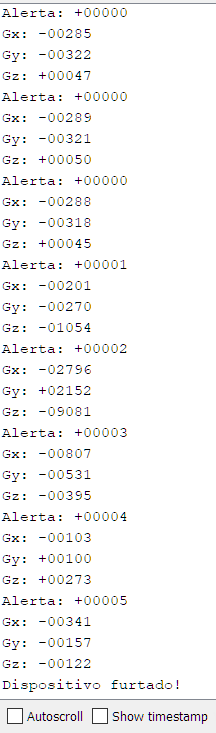 Alerta: +00000
Gx: -00285
Gy: -00322
Gz: +00047
Alerta: +00000
Gx: -00289
Gy: -00321
Gz: +00050
Alerta: +00000
Gx: -00288
Gy: -00318
Gz: +00045
Alerta: +00001
Gx: -00201
Gy: -00270
Gz: -01054
Alerta: +00002
Gx: -02796
Gy: +02152
Gz: -09081
Alerta: +00003
Gx: -00807
Gy: -00531
Gz: -00395
Alerta: +00004
Gx: -00103
Gy: +00100
Gz: +00273
Alerta: +00005
Gx: -00341
Gy: -00157
Gz: -00122
Dispositivo furtado!
Autoscroll Show timestamp